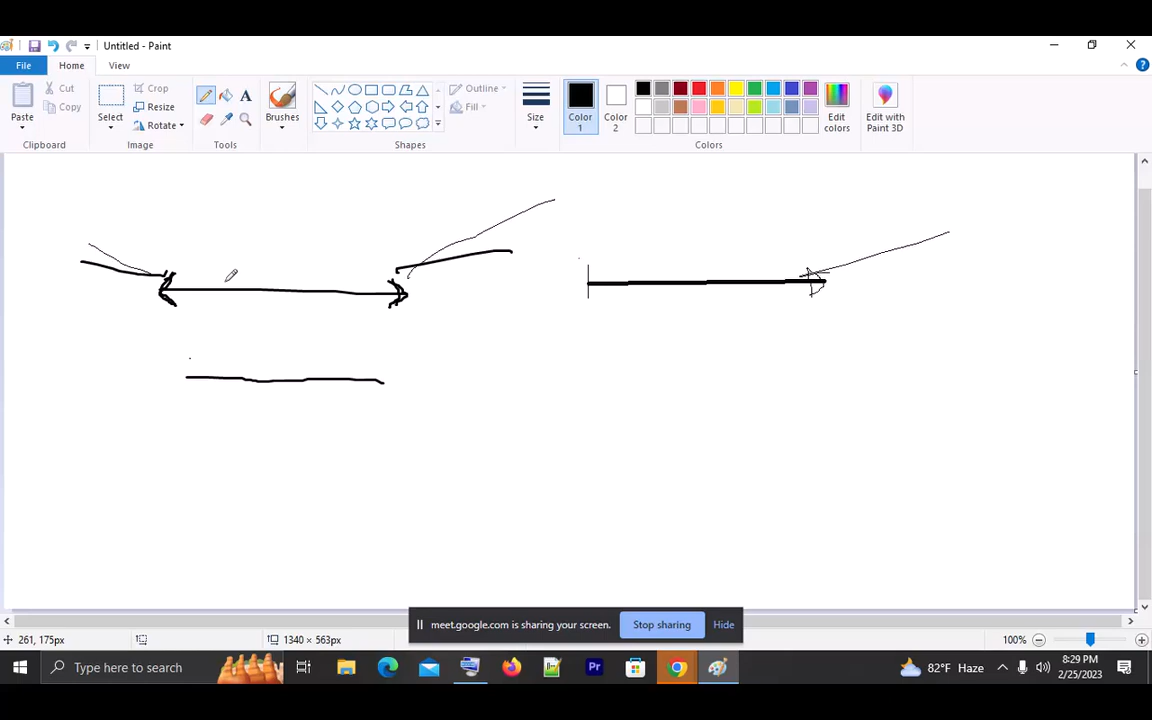 Untitled - Paint
File
Home
View
Paste
Cut
Copy
Clipboard
Select
Crop
Resize
Rotate
Image
A
Tools
Brushes
Shapes
Outline
Fill
Size
Color 1
Color 2
Colors
Edit colors
Edit with Paint 3D
meet.google.com is sharing your screen.
Stop sharing
Hide
261, 175px
1340 × 563px
100%
Type here to search
Pr
82°F Haze
8:29 PM
2/25/2023